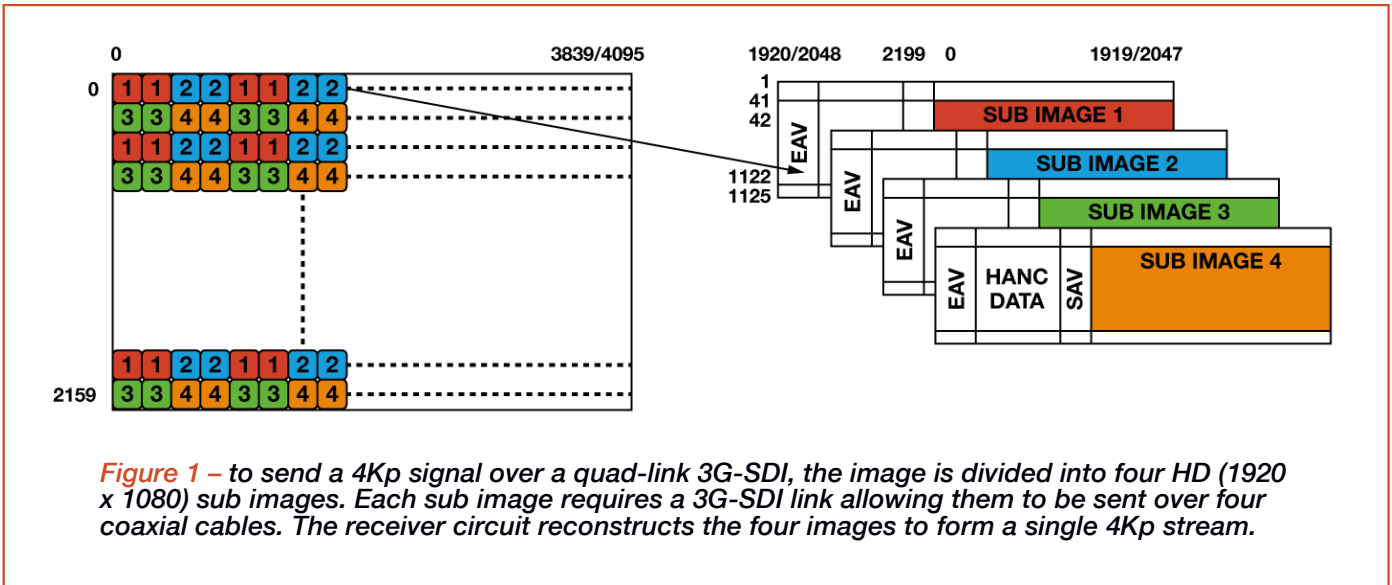 0 3839/4095 1920/2048 2199 0 1919/2047
0 1 1 2 2 1 1 2 2
3 3 4 4 3 3 4 4
1 1 2 2 1 1 2 2
3 3 4 4 3 3 4 4
1 1 2 2 1 1 2 2
2159 3 3 4 4 3 3 4 4
1
41
42
1122
1125
EAV
SUB IMAGE 1
EAV
SUB IMAGE 2
EAV
SUB IMAGE 3
EAV
HANC
DATA
SAV
SUB IMAGE 4
Figure 1 – to send a 4Kp signal over a quad-link 3G-SDI, the image is divided into four HD (1920
x 1080) sub images. Each sub image requires a 3G-SDI link allowing them to be sent over four
coaxial cables. The receiver circuit reconstructs the four images to form a single 4Kp stream.